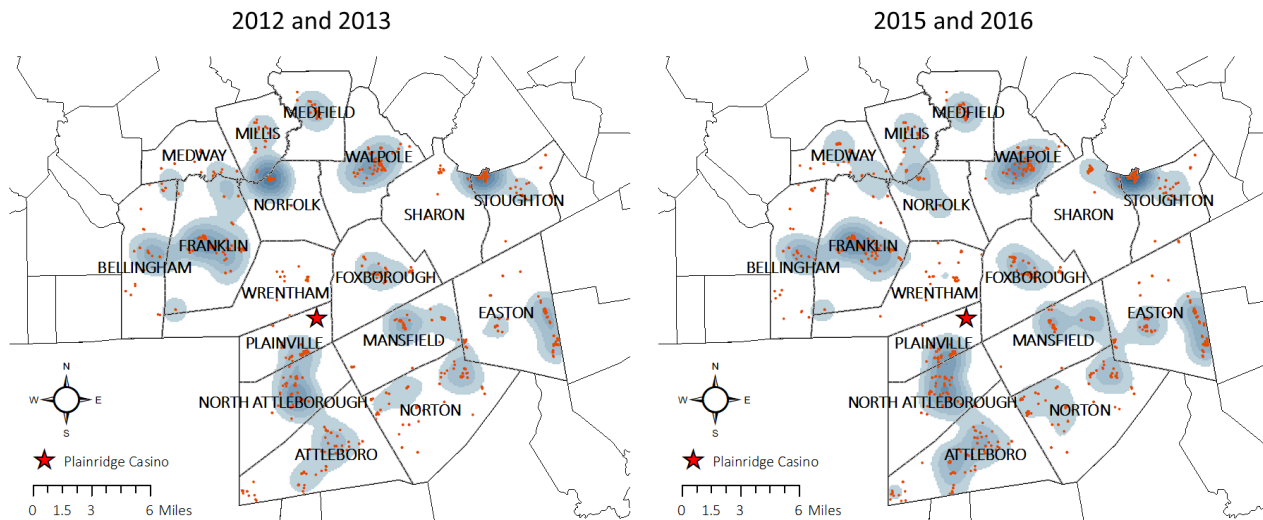 2012 and 2013
MEDFIELD
MILLIS
MEDWAY
WALPOLE
NORFOLK
SHARON
STOUGHTON
FRANKLIN
BELLINGHAM
FOXBOROUGH
WRENTHAM
EASTON
PLAINVILLE
MANSFIELD
NORTH ATTLEBOROUGH
NORTON
ATTLEBORO
N
W E
S
Plainridge Casino
0 1.5 3 6 Miles
2015 and 2016
MEDFIELD
MILLIS
MEDWAY
WALPOLE
NORFOLK
SHARON
STOUGHTON
FRANKLIN
BELLINGHAM
FOXBOROUGH
WRENTHAM
EASTON
PLAINVILLE
MANSFIELD
NORTH ATTLEBOROUGH
NORTON
ATTLEBORO
N
W E
S
Plainridge Casino
0 1.5 3 6 Miles